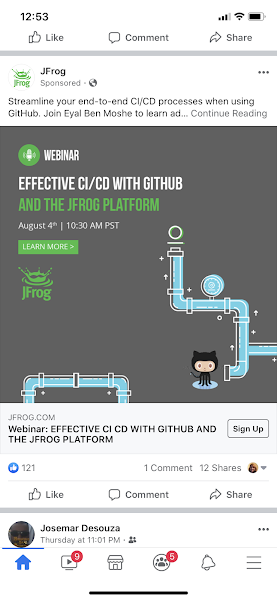 12:53
Like Comment Share
JFrog
Sponsored ·
Streamline your end-to-end CI/CD processes when using
GitHub. Join Eyal Ben Moshe to learn ad... Continue Reading
WEBINAR
EFFECTIVE CI/CD WITH GITHUB
AND THE JFROG PLATFORM
August 4th | 10:30 AM PST
LEARN MORE >
JFrog
JFROG.COM
Webinar: EFFECTIVE CI CD WITH GITHUB AND
THE JFROG PLATFORM
Sign Up
121 1 Comment 12 Shares
Like Comment Share
Josemar Desouza
Thursday at 11:01 PM ·
9 5